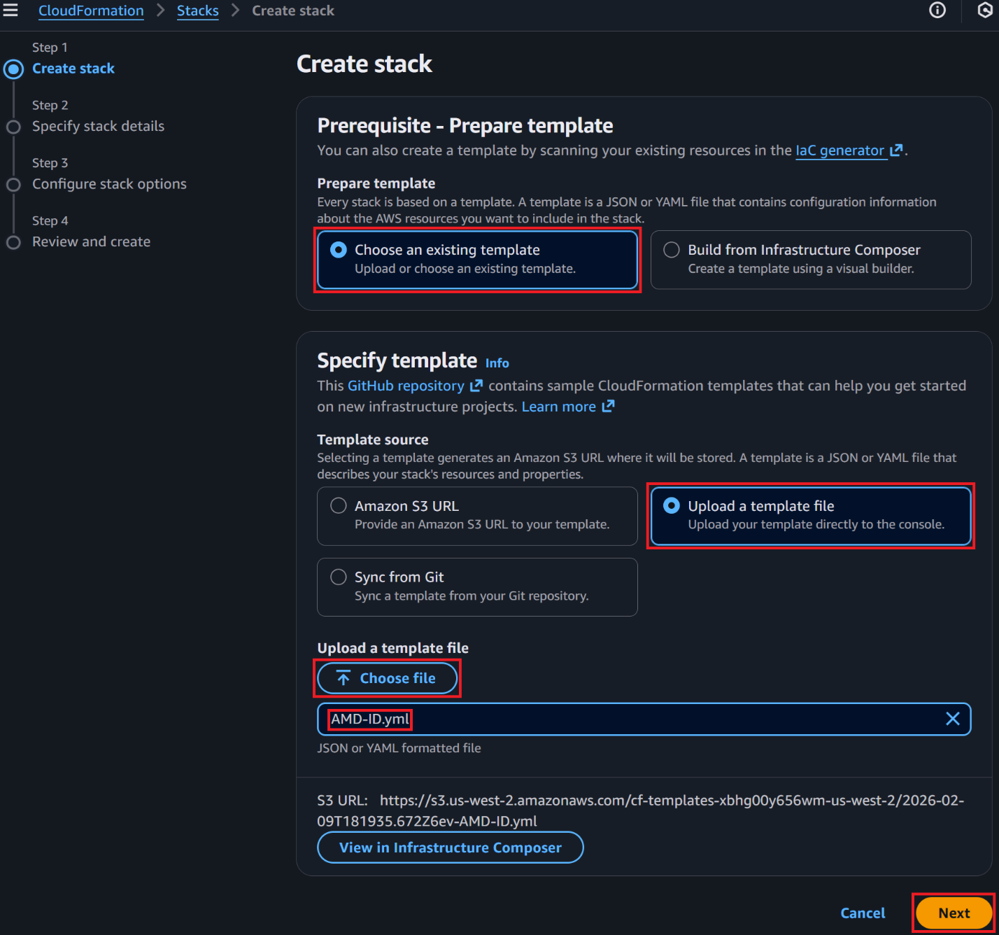 CloudFormation > Stacks > Create stack
Step 1
Create stack
Step 2
Specify stack details
Step 3
Configure stack options
Step 4
Review and create
Create stack
Prerequisite - Prepare template
You can also create a template by scanning your existing resources in the IaC generator.
Prepare template
Every stack is based on a template. A template is a JSON or YAML file that contains configuration information
about the AWS resources you want to include in the stack.
Choose an existing template
Upload or choose an existing template.
Build from Infrastructure Composer
Create a template using a visual builder.
Specify template Info
This GitHub repository contains sample CloudFormation templates that can help you get started
on new infrastructure projects. Learn more
Template source
Selecting a template generates an Amazon S3 URL where it will be stored. A template is a JSON or YAML file that
describes your stack's resources and properties.
Amazon S3 URL
Provide an Amazon S3 URL to your template.
Upload a template file
Upload your template directly to the console.
Sync from Git
Sync a template from your Git repository.
Upload a template file
Choose file
AMD-ID.yml
JSON or YAML formatted file
S3 URL: https://s3.us-west-2.amazonaws.com/cf-templates-xbhg00y656wm-us-west-2/2026-02-
09T181935.672Z6ev-AMD-ID.yml
View in Infrastructure Composer
Cancel
Next